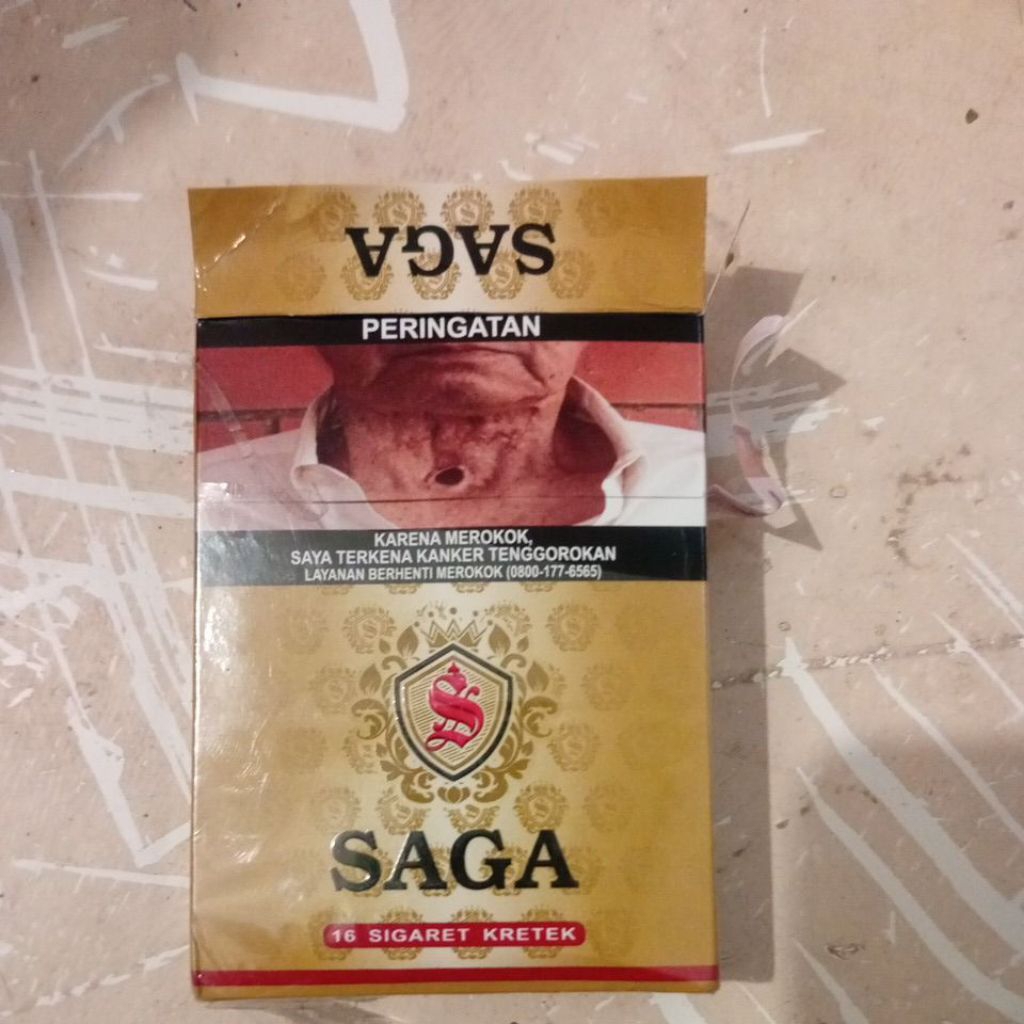 SAGA
PERINGATAN
KARENA MEROKOK,
SAYA TERKENA KANKER TENGGOROKAN
LAYANAN BERHENTI MEROKOK (0800-177-6565)
S
SAGA
16 SIGARET KRETEK